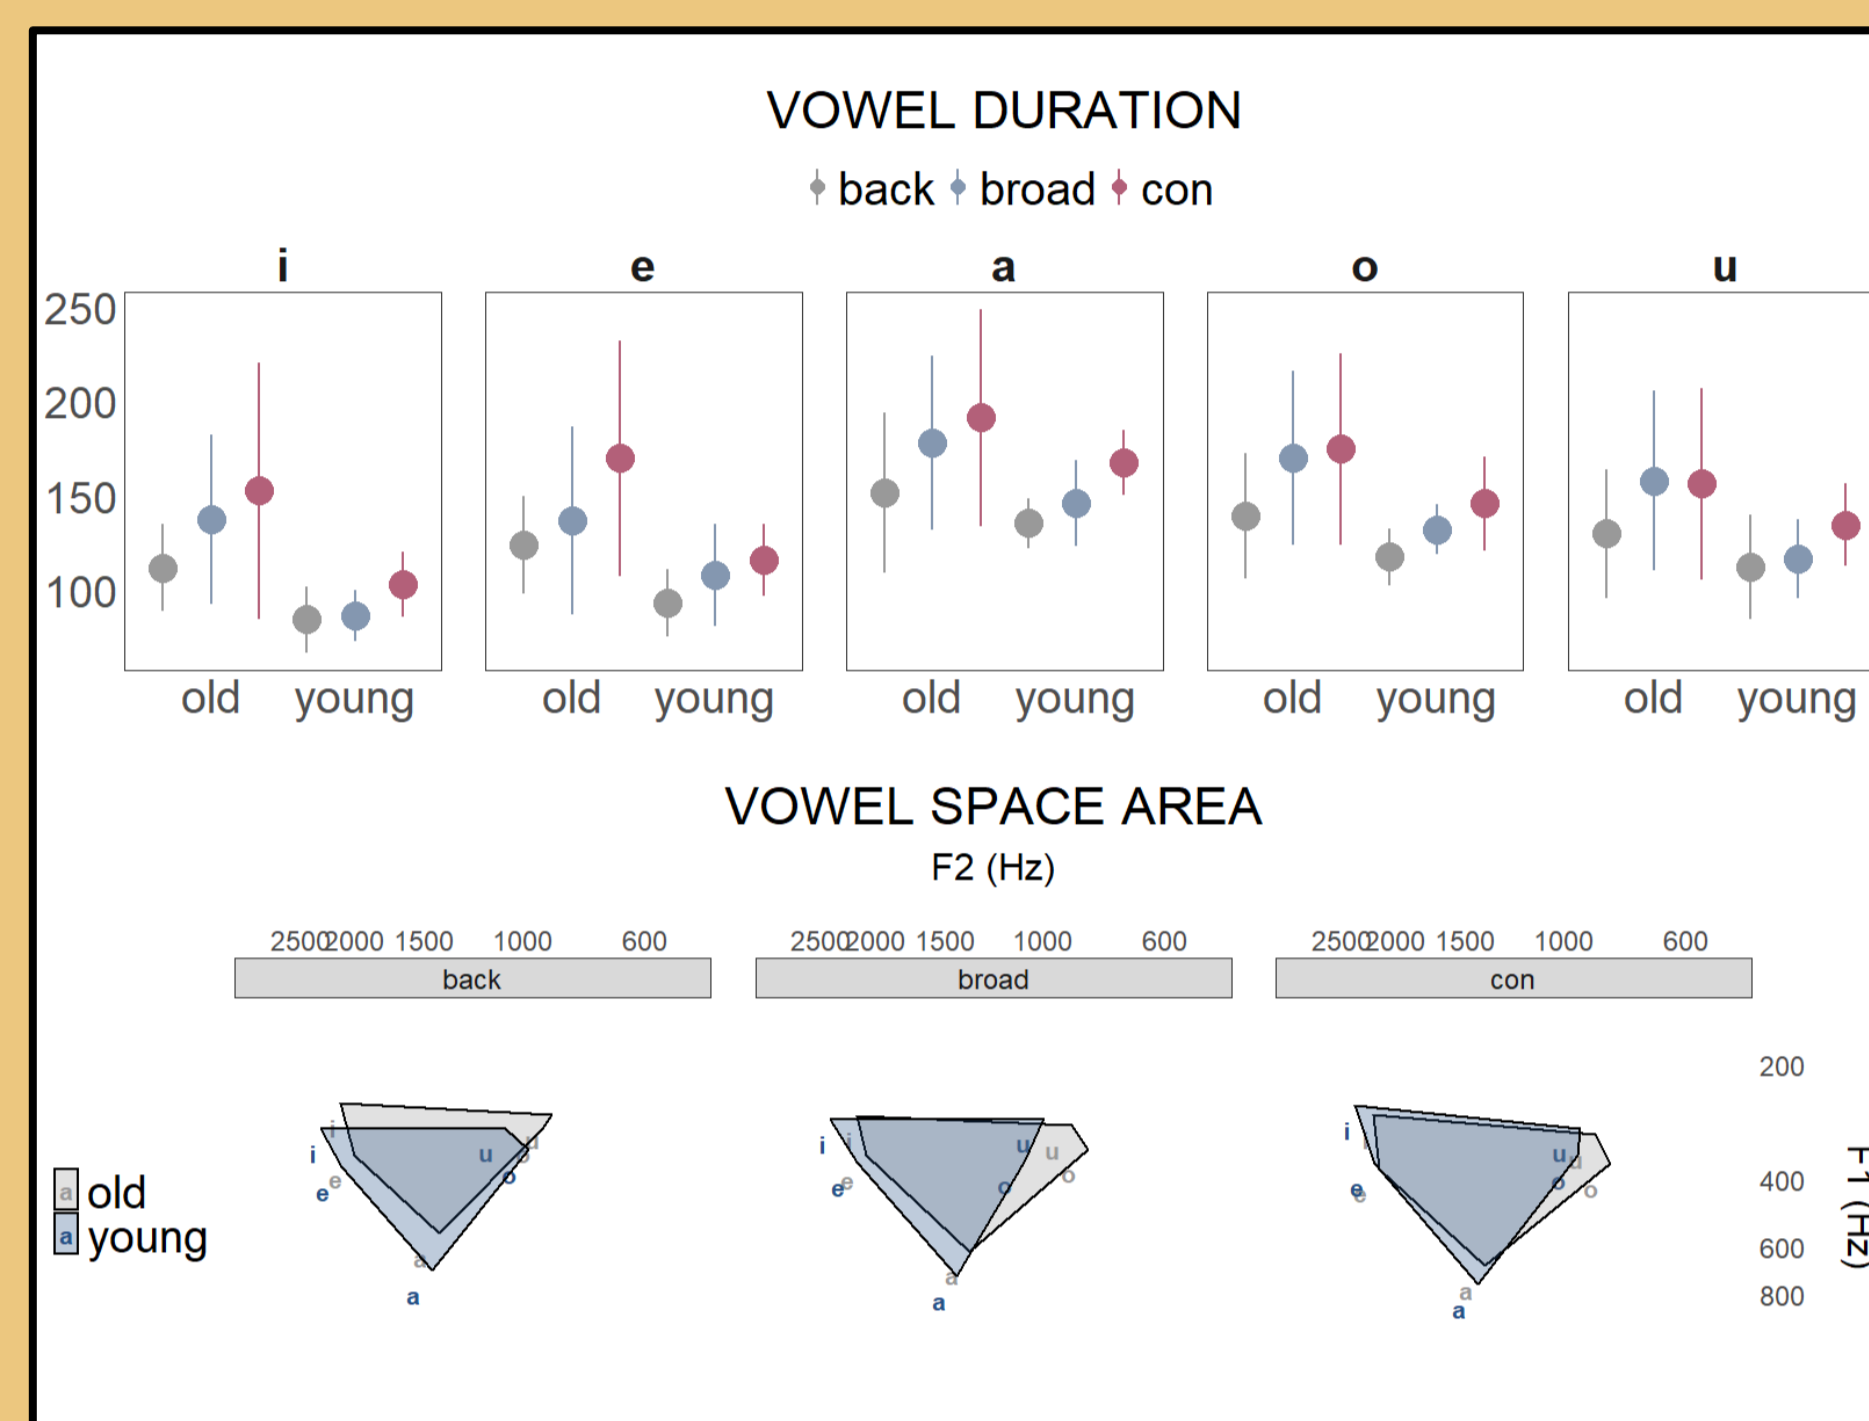 VOWEL DURATION
back broad con
i e a o u
250
200
150
100
old young old young old young old young old young
VOWEL SPACE AREA
F2 (Hz)
2500 2000 1500 1000 600 2500 2000 1500 1000 600 2500 2000 1500 1000 600
back broad con
200
400
600
800
F1 (Hz)
a old
a young
i i u u e e o o a a
i i u u e e o o a a
i i u u e e o o a a